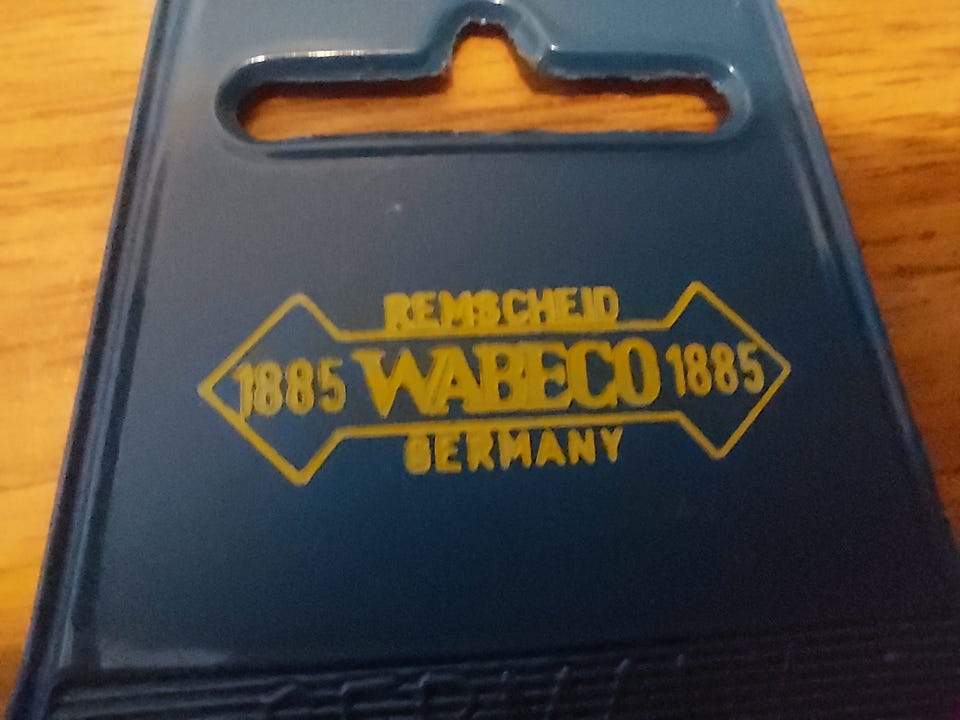 REMSCHEID
1885 WABECO 1885
GERMANY